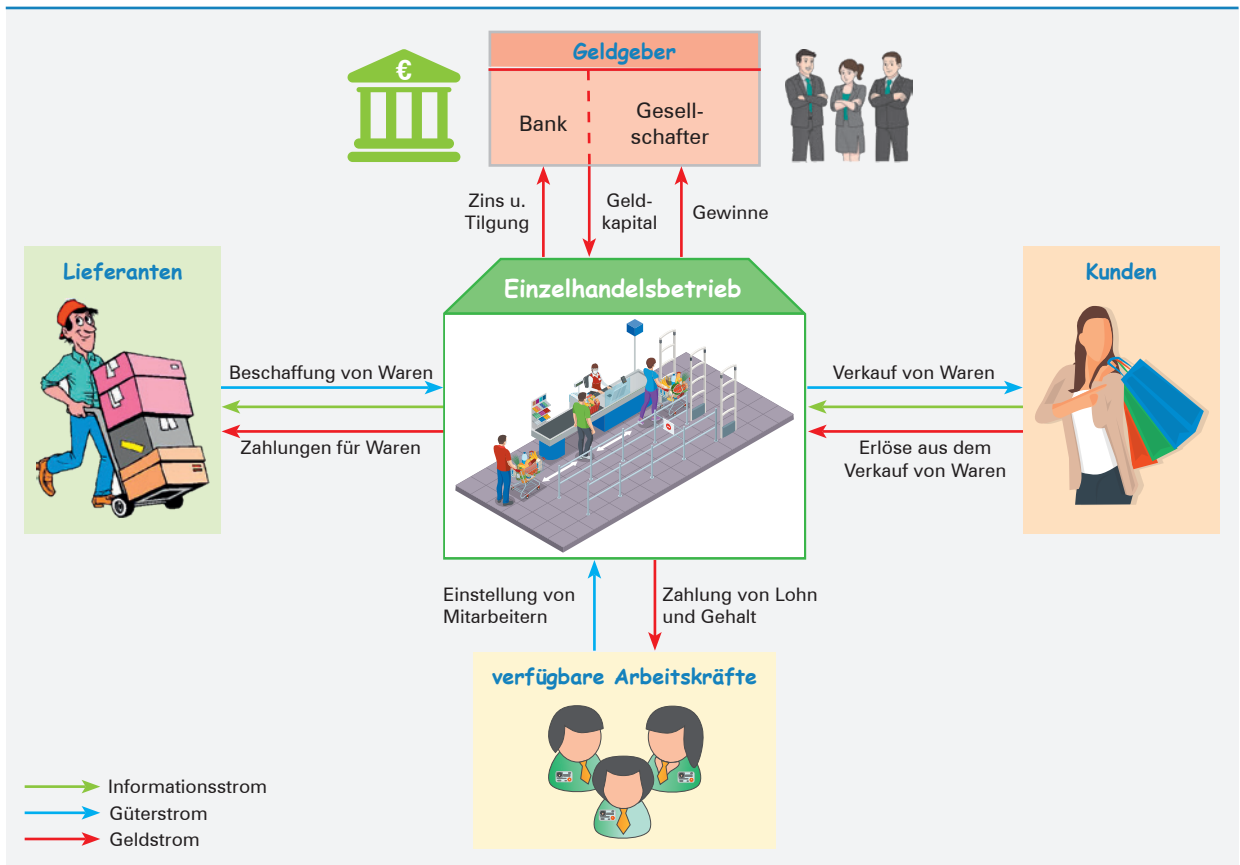 Geldgeber
€
Bank
Gesell-
schafter
Zins u.
Tilgung
Geld-
kapital
Gewinne
Lieferanten
Einzelhandelsbetrieb
Kunden
Beschaffung von Waren
Zahlungen für Waren
Verkauf von Waren
Erlöse aus dem
Verkauf von Waren
Einstellung von
Mitarbeitern
Zahlung von Lohn
und Gehalt
verfügbare Arbeitskräfte
Informationsstrom
Güterstrom
Geldstrom